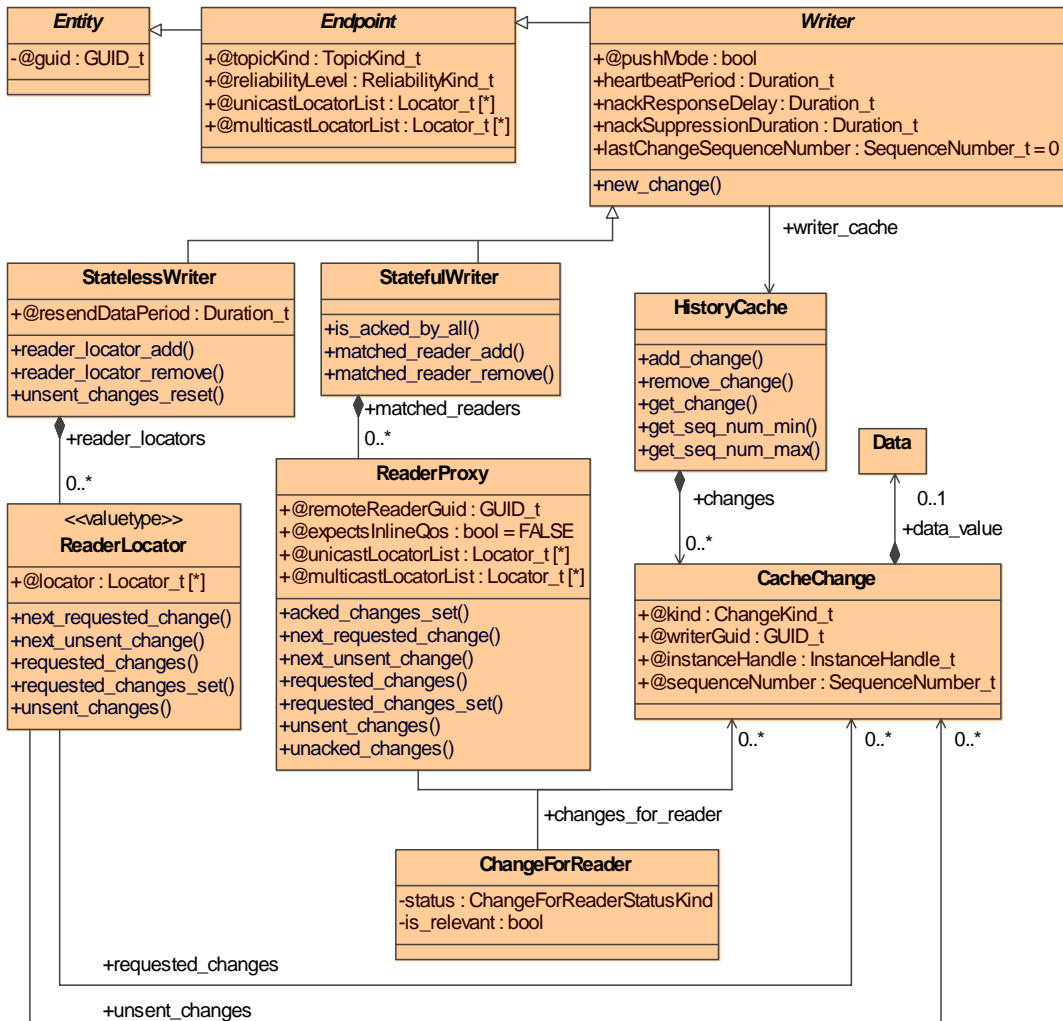 Entity
-@guid : GUID_t
Endpoint
+@topicKind : TopicKind_t
+@reliabilityLevel : ReliabilityKind_t
+@unicastLocatorList : Locator_t [*]
+@multicastLocatorList : Locator_t [*]
Writer
+@pushMode : bool
+heartbeatPeriod : Duration_t
+nackResponseDelay : Duration_t
+nackSuppressionDuration : Duration_t
+lastChangeSequenceNumber : SequenceNumber_t = 0
+new_change()
+writer_cache
StatelessWriter
+@resendDataPeriod : Duration_t
+reader_locator_add()
+reader_locator_remove()
+unsent_changes_reset()
+reader_locators
0..*
StatefulWriter
+is_acked_by_all()
+matched_reader_add()
+matched_reader_remove()
+matched_readers
0..*
HistoryCache
+add_change()
+remove_change()
+get_change()
+get_seq_num_min()
+get_seq_num_max()
+changes
0..*
Data
0..1
+data_value
<<valuetype>>
ReaderLocator
+@locator : Locator_t [*]
+next_requested_change()
+next_unsent_change()
+requested_changes()
+requested_changes_set()
+unsent_changes()
ReaderProxy
+@remoteReaderGuid : GUID_t
+@expectsInlineQos : bool = FALSE
+@unicastLocatorList : Locator_t [*]
+@multicastLocatorList : Locator_t [*]
+acked_changes_set()
+next_requested_change()
+next_unsent_change()
+requested_changes()
+requested_changes_set()
+unsent_changes()
+unacked_changes()
CacheChange
+@kind : ChangeKind_t
+@writerGuid : GUID_t
+@instanceHandle : InstanceHandle_t
+@sequenceNumber : SequenceNumber_t
0..*
0..*
0..*
+changes_for_reader
ChangeForReader
-status : ChangeForReaderStatusKind
-is_relevant : bool
+requested_changes
+unsent_changes